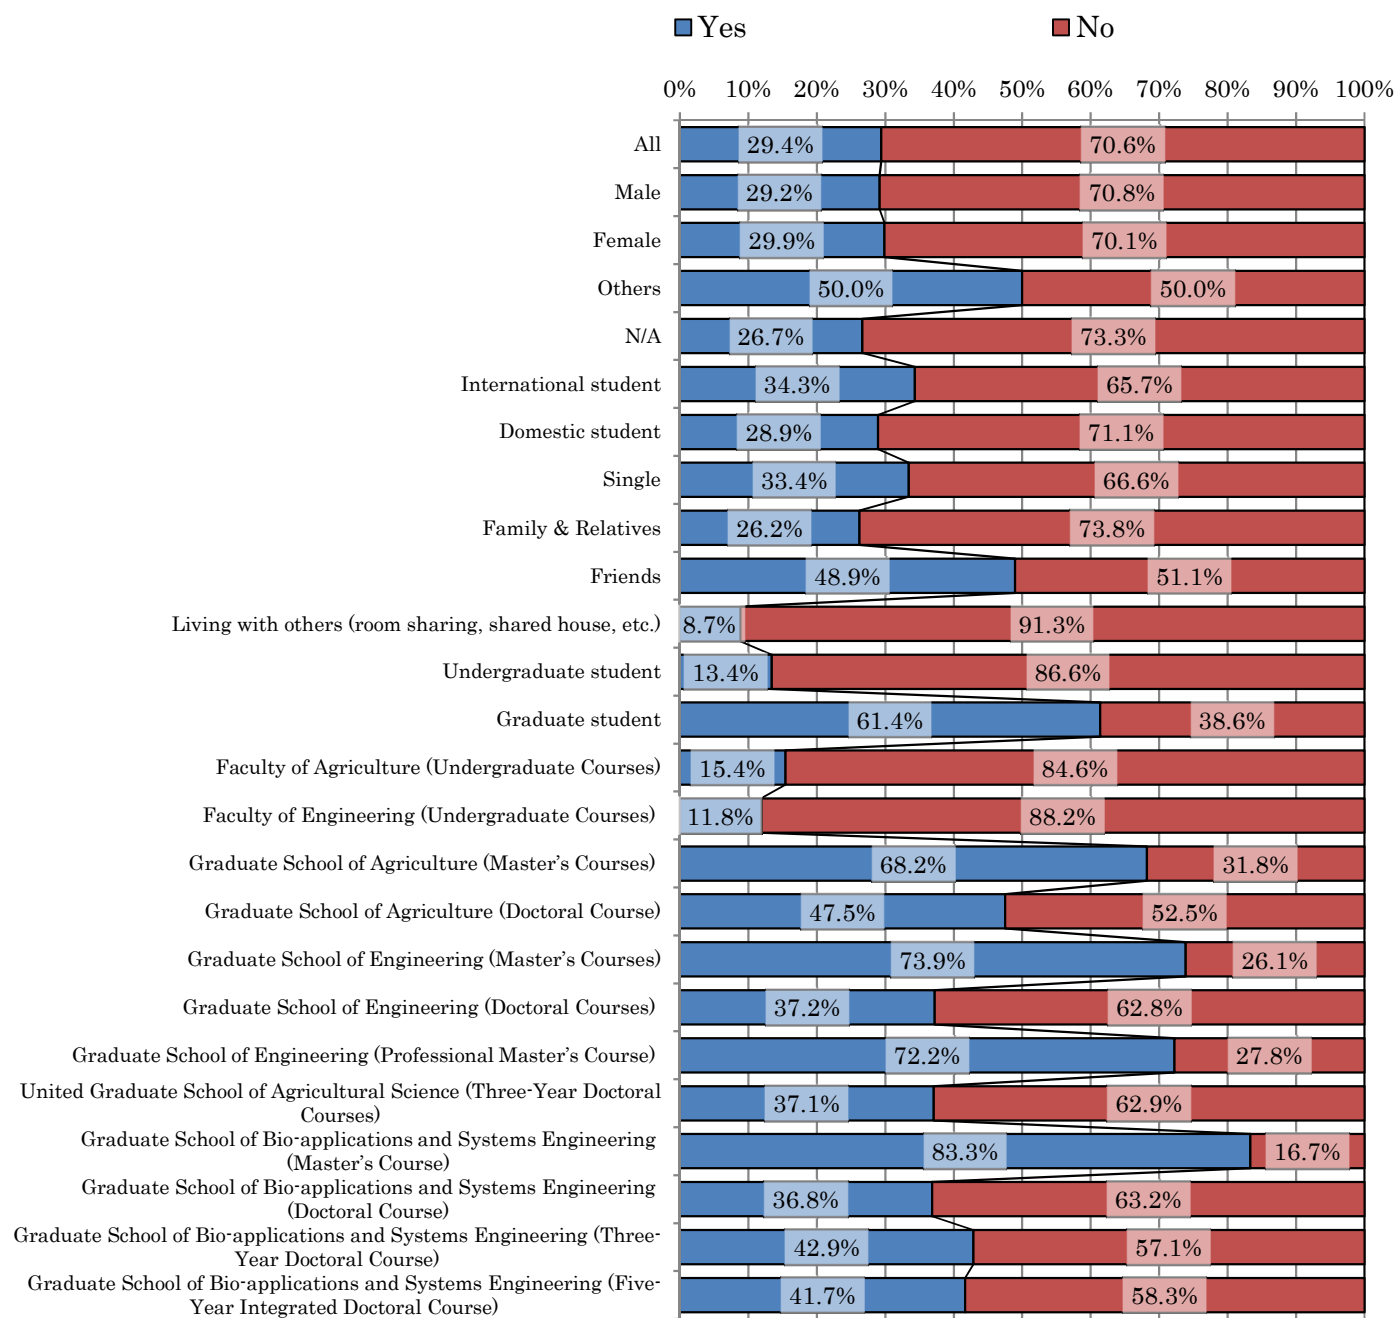 Yes No
0% 10% 20% 30% 40% 50% 60% 70% 80% 90% 100%
All 29.4% 70.6%
Male 29.2% 70.8%
Female 29.9% 70.1%
Others 50.0% 50.0%
N/A 26.7% 73.3%
International student 34.3% 65.7%
Domestic student 28.9% 71.1%
Single 33.4% 66.6%
Family & Relatives 26.2% 73.8%
Friends 48.9% 51.1%
Living with others (room sharing, shared house, etc.) 8.7% 91.3%
Undergraduate student 13.4% 86.6%
Graduate student 61.4% 38.6%
Faculty of Agriculture (Undergraduate Courses) 15.4% 84.6%
Faculty of Engineering (Undergraduate Courses) 11.8% 88.2%
Graduate School of Agriculture (Master's Courses) 68.2% 31.8%
Graduate School of Agriculture (Doctoral Course) 47.5% 52.5%
Graduate School of Engineering (Master's Courses) 73.9% 26.1%
Graduate School of Engineering (Doctoral Courses) 37.2% 62.8%
Graduate School of Engineering (Professional Master's Course) 72.2% 27.8%
United Graduate School of Agricultural Science (Three-Year Doctoral
Courses) 37.1% 62.9%
Graduate School of Bio-applications and Systems Engineering
(Master's Course) 83.3% 16.7%
Graduate School of Bio-applications and Systems Engineering
(Doctoral Course) 36.8% 63.2%
Graduate School of Bio-applications and Systems Engineering (Three-
Year Doctoral Course) 42.9% 57.1%
Graduate School of Bio-applications and Systems Engineering (Five-
Year Integrated Doctoral Course) 41.7% 58.3%